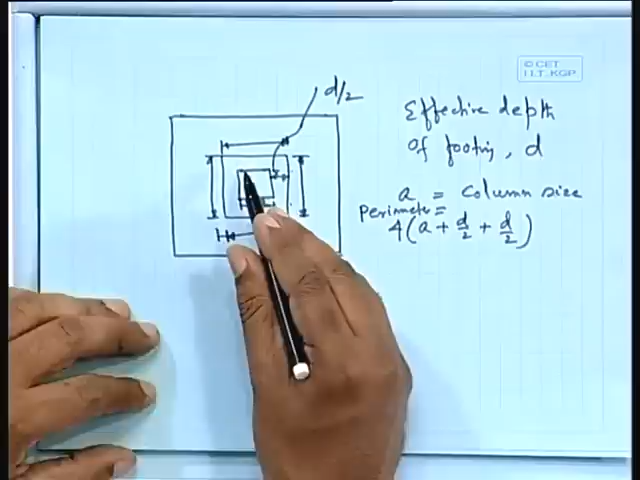 © CET
I.I.T. KGP
d/2
Effective depth
of footing, d
a = column size
Perimeter =
4(a + d/2 + d/2)